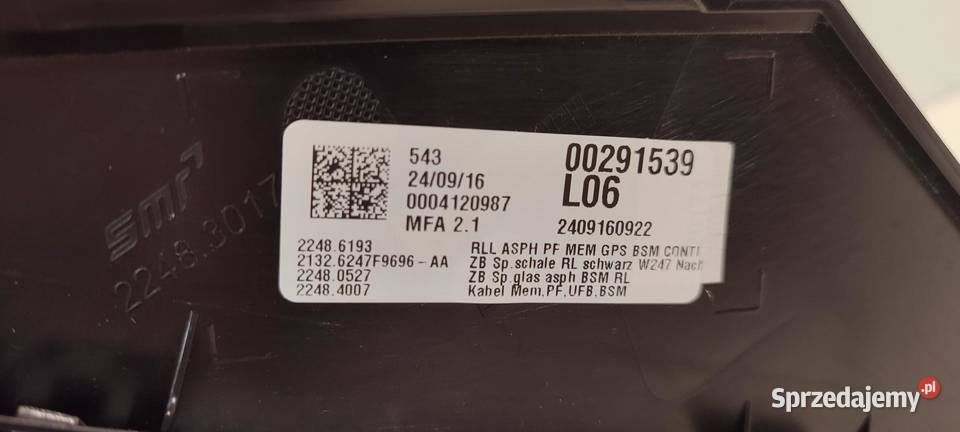 smr
2248.3017
543
24/09/16
0004120987
MFA 2.1
00291539
L06
2409160922
2248.6193 RLL ASPH PF MEM GPS BSM CONTI
2132.6247F9696-AA ZB Sp.schale RL schwarz W247 Nach
2248.0527 ZB Sp glas asph BSM RL
2248.4007 Kabel Mem,PF,UFB,BSM
Sprzedajemy.pl